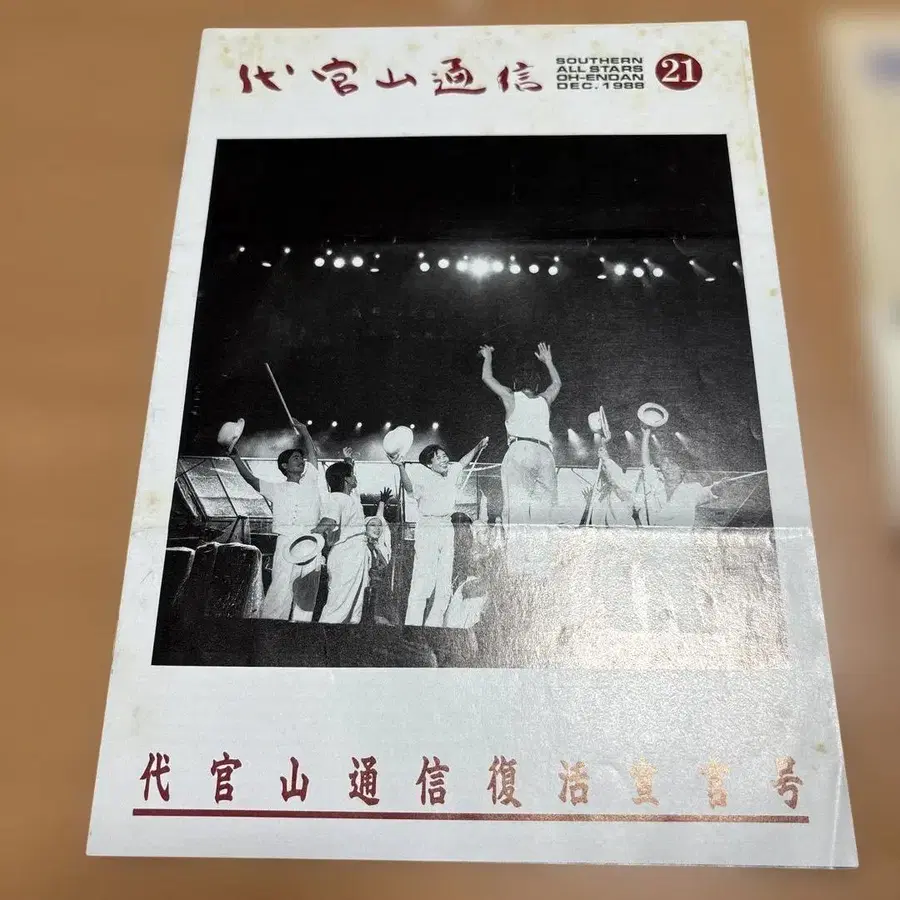 代官山通信
SOUTHERN
ALL STARS
OH-ENDAN
DEC. 1988
21
代官山通信復活宣言号